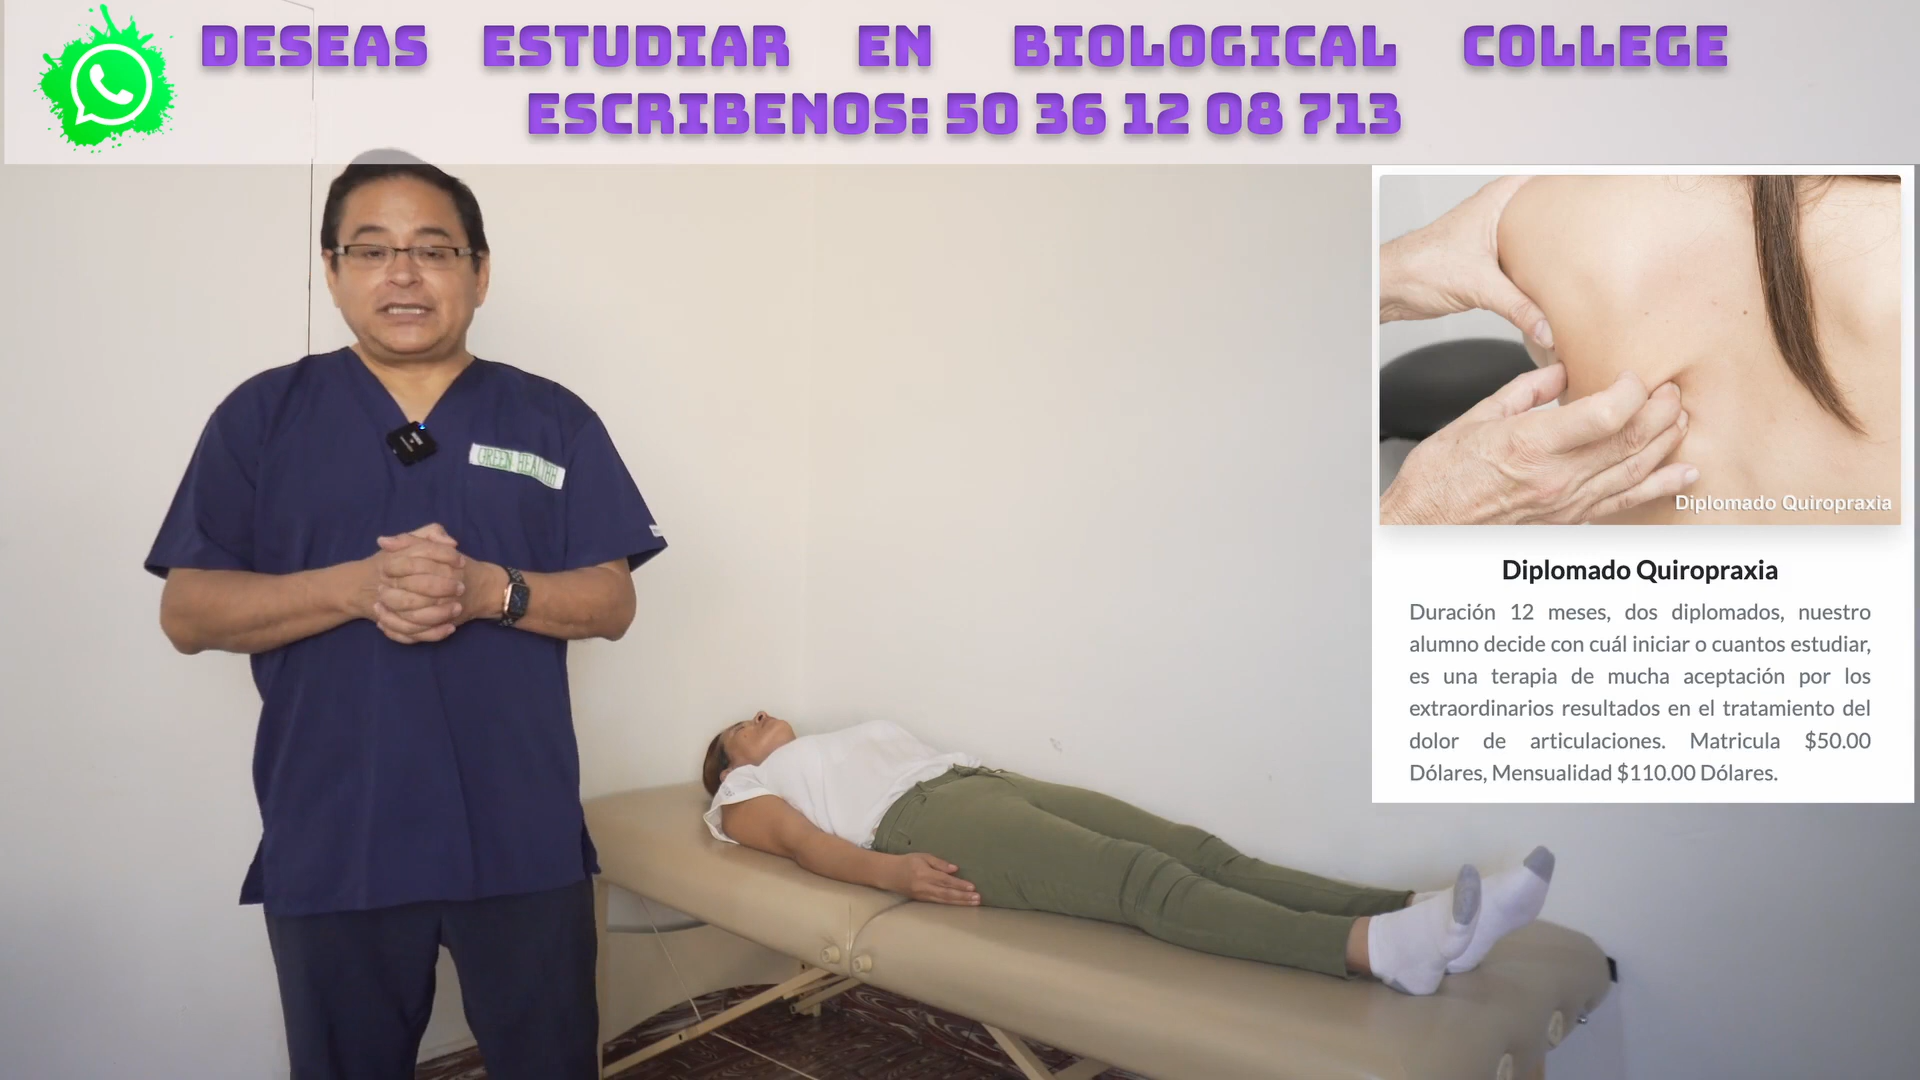 DESEAS ESTUDIAR EN BIOLOGICAL COLLEGE
ESCRIBENOS: 50 36 12 08 713
GREEN HEALTHH
Diplomado Quiropraxia
Diplomado Quiropraxia
Duración 12 meses, dos diplomados, nuestro
alumno decide con cuál iniciar o cuantos estudiar,
es una terapia de mucha aceptación por los
extraordinarios resultados en el tratamiento del
dolor de articulaciones. Matricula $50.00
Dólares, Mensualidad $110.00 Dólares.